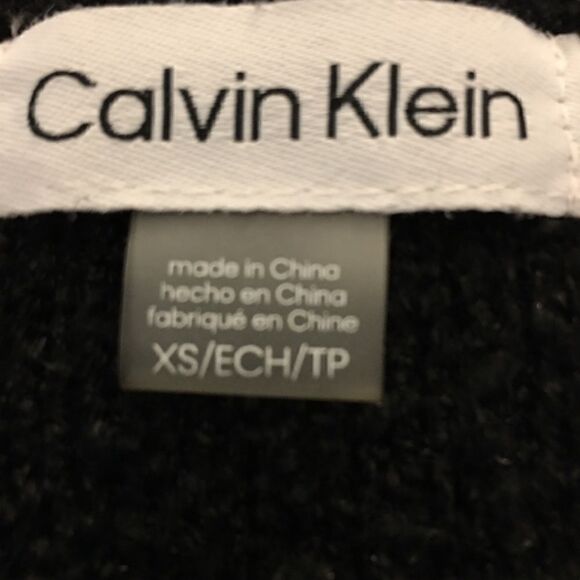 Calvin Klein
made in China
hecho en China
fabriqué en Chine
XS/ECH/TP